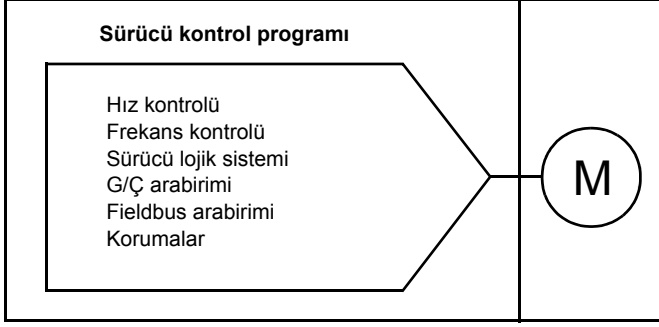 Sürücü kontrol programı
Hız kontrolü
Frekans kontrolü
Sürücü lojik sistemi
G/Ç arabirimi
Fieldbus arabirimi
Korumalar
M